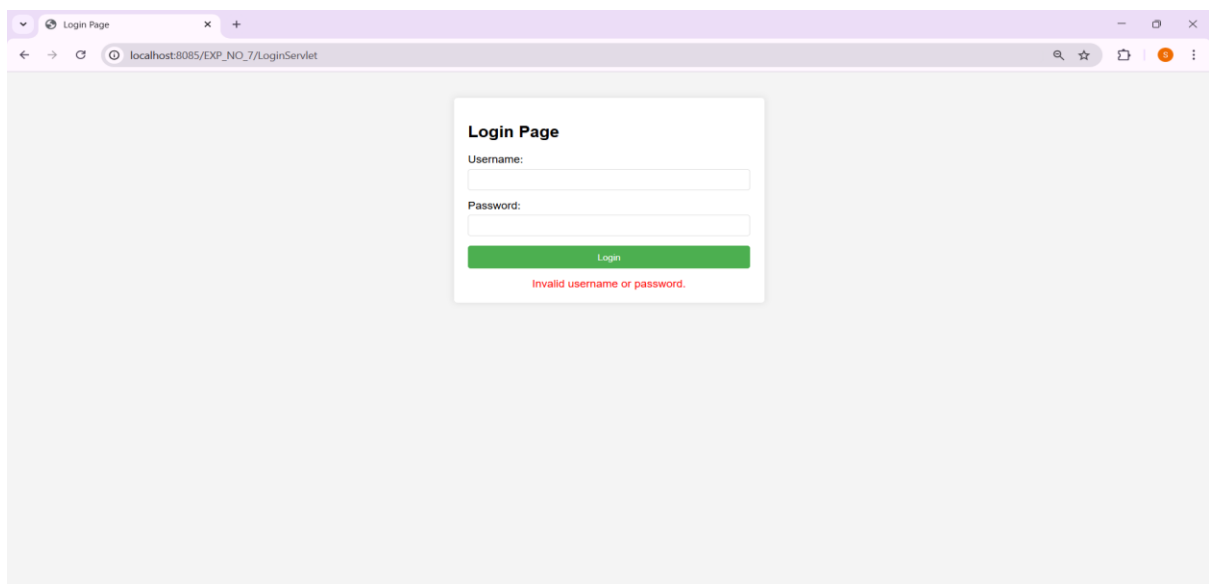 Login Page
localhost:8085/EXP_NO_7/LoginServlet
S
Login Page
Username:
Password:
Login
Invalid username or password.